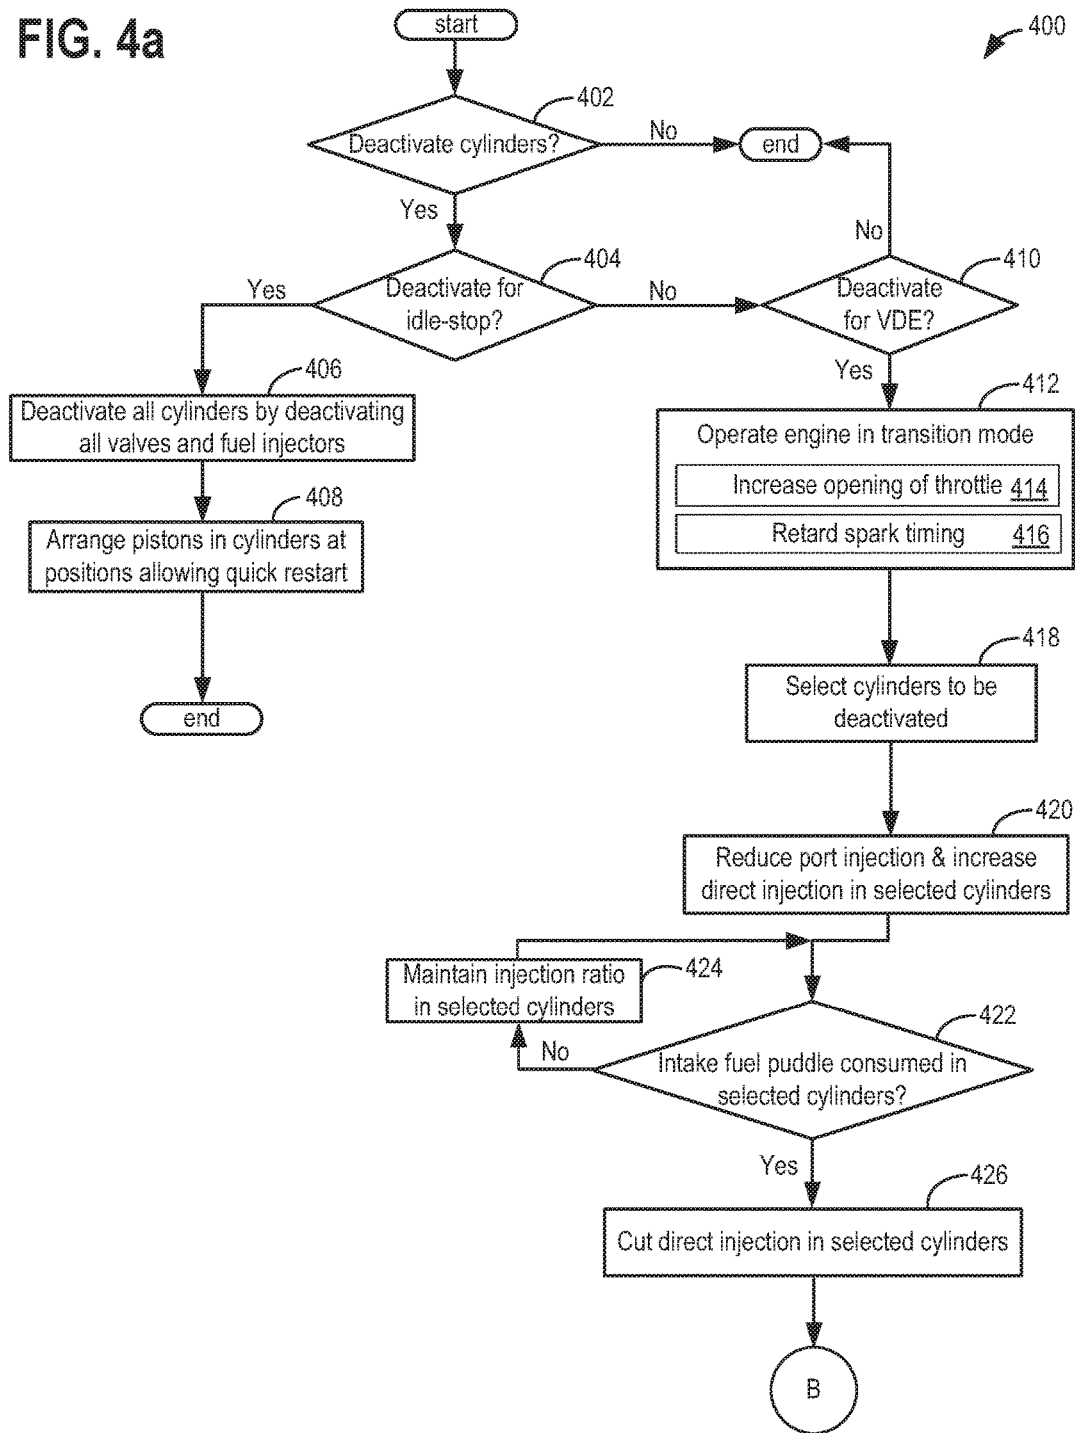 FIG. 4a
start
400
402
Deactivate cylinders?
No
end
Yes
404
Deactivate for
idle-stop?
Yes
No
No
410
Deactivate
for VDE?
Yes
406
Deactivate all cylinders by deactivating
all valves and fuel injectors
408
Arrange pistons in cylinders at
positions allowing quick restart
end
412
Operate engine in transition mode
Increase opening of throttle 414
Retard spark timing 416
418
Select cylinders to be
deactivated
420
Reduce port injection & increase
direct injection in selected cylinders
Maintain injection ratio
in selected cylinders
424
No
422
Intake fuel puddle consumed in
selected cylinders?
Yes
426
Cut direct injection in selected cylinders
B